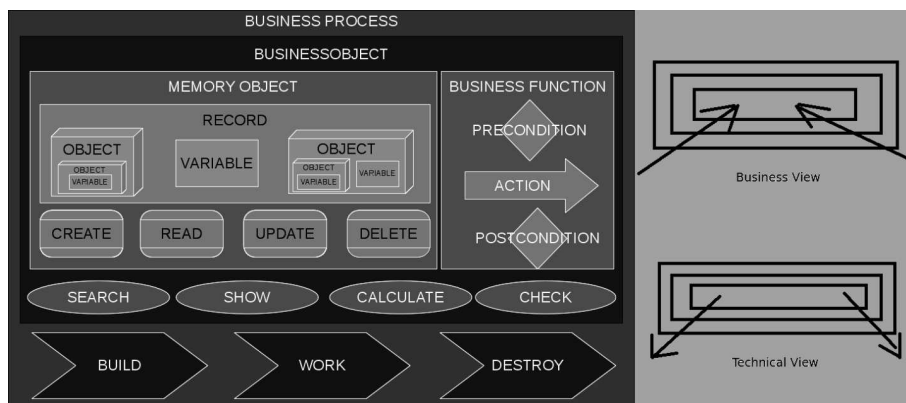 BUSINESS PROCESS
BUSINESSOBJECT
MEMORY OBJECT
RECORD
OBJECT
OBJECT
VARIABLE
VARIABLE
OBJECT
OBJECT
VARIABLE
VARIABLE
CREATE
READ
UPDATE
DELETE
BUSINESS FUNCTION
PRECONDITION
ACTION
POSTCONDITION
SEARCH
SHOW
CALCULATE
CHECK
BUILD
WORK
DESTROY
Business View
Technical View